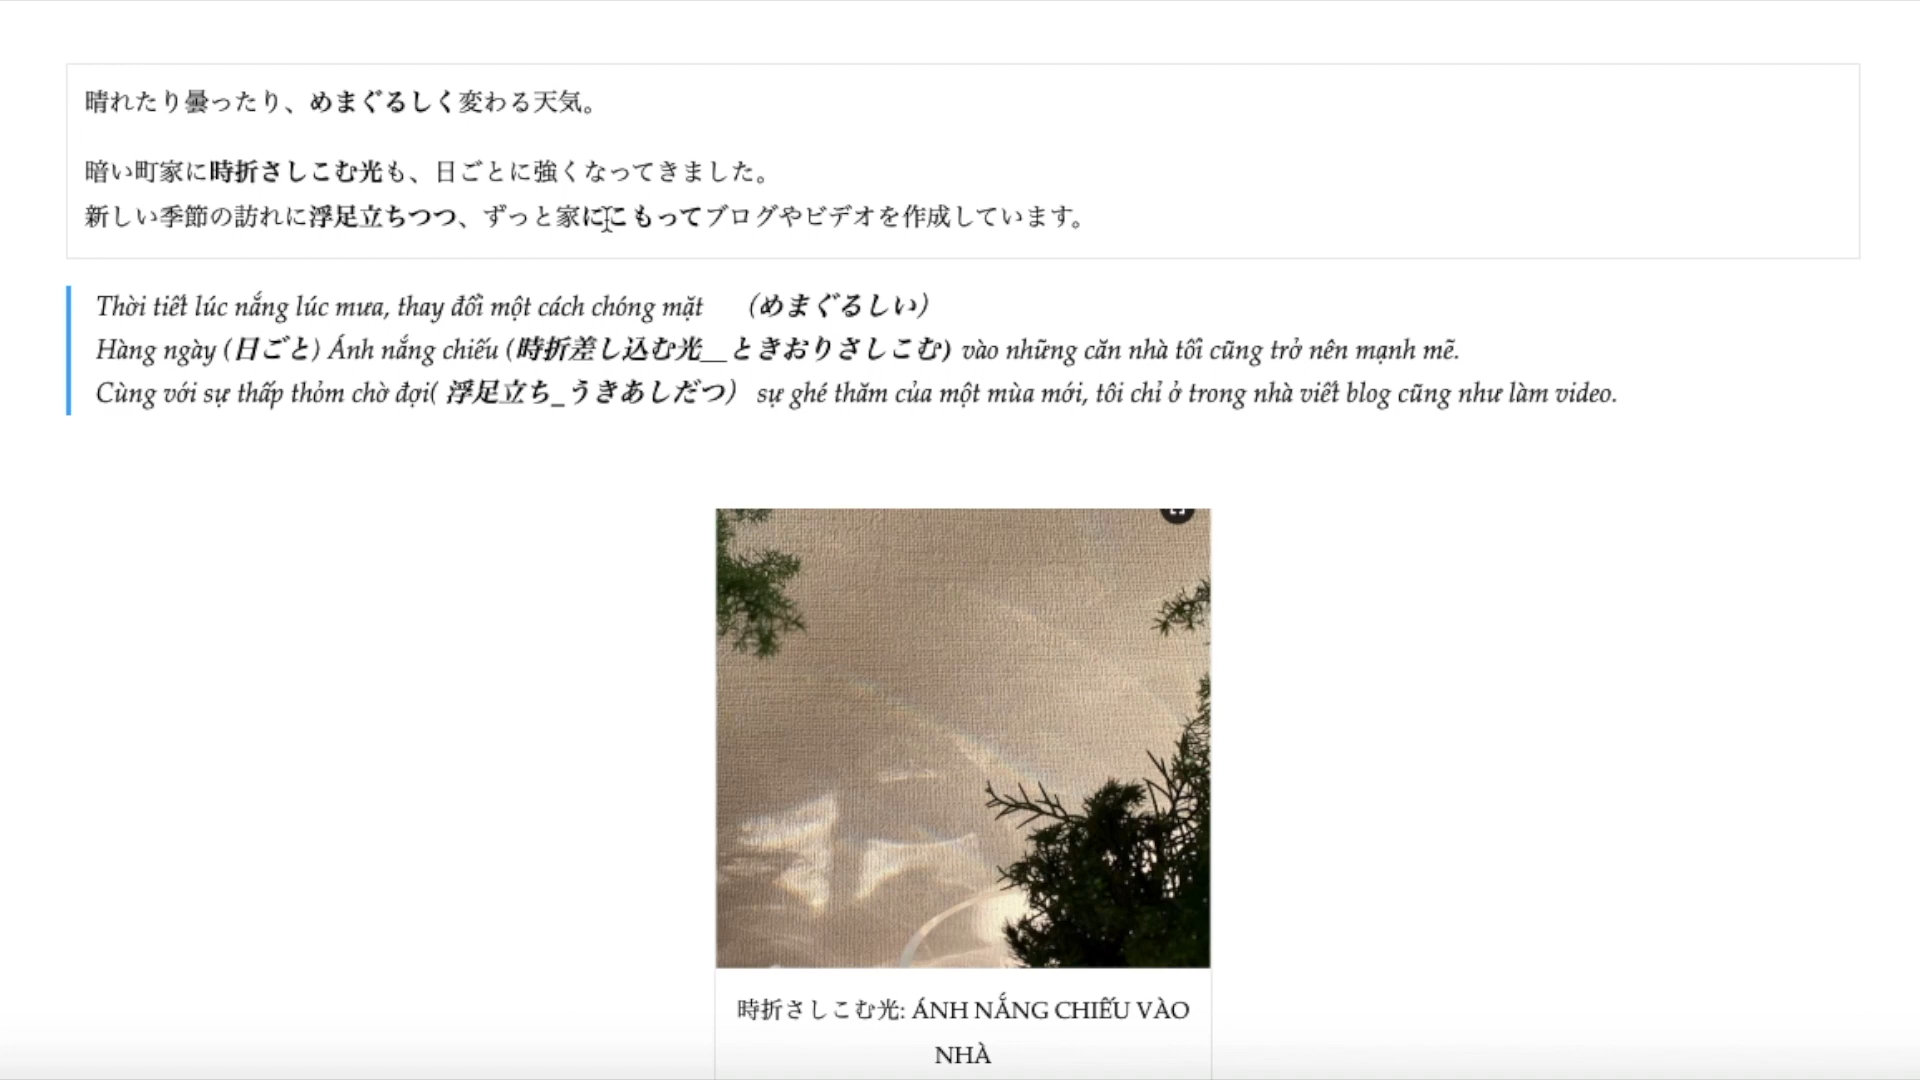 晴れたり曇ったり、めまぐるしく変わる天気。
暗い町家に時折さしこむ光も、日ごとに強くなってきました。
新しい季節の訪れに浮足立ちつつ、ずっと家にこもってブログやビデオを作成しています。
Thời tiết lúc nắng lúc mưa, thay đổi một cách chóng mặt （めまぐるしい）
Hàng ngày (日ごと) Ánh nắng chiếu (時折差し込む光__ときおりさしこむ) vào những căn nhà tối cũng trở nên mạnh mẽ.
Cùng với sự thấp thỏm chờ đợi( 浮足立ち_うきあしだつ） sự ghé thăm của một mùa mới, tôi chỉ ở trong nhà viết blog cũng như làm video.
時折さしこむ光: ÁNH NẮNG CHIẾU VÀO
NHÀ